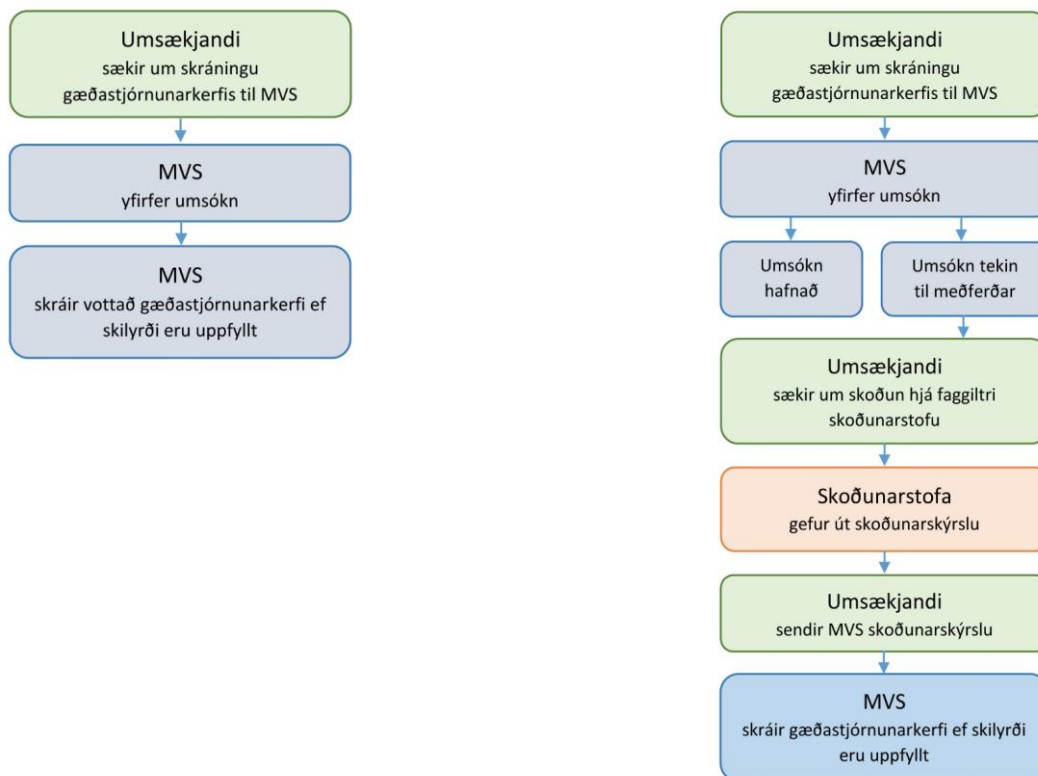 Umsækjandi
sækir um skráningu
gæðastjórnunarkerfis til MVS
MVS
yfirfer umsókn
MVS
skráir vottað gæðastjórnunarkerfi ef
skilyrði eru uppfyllt
Umsækjandi
sækir um skráningu
gæðastjórnunarkerfis til MVS
MVS
yfirfer umsókn
Umsókn
hafnað
Umsókn tekin
til meðferðar
Umsækjandi
sækir um skoðun hjá faggiltri
skoðunarstofu
Skoðunarstofa
gefur út skoðunarskýrslu
Umsækjandi
sendir MVS skoðunarskýrslu
MVS
skráir gæðastjórnunarkerfi ef skilyrði
eru uppfyllt